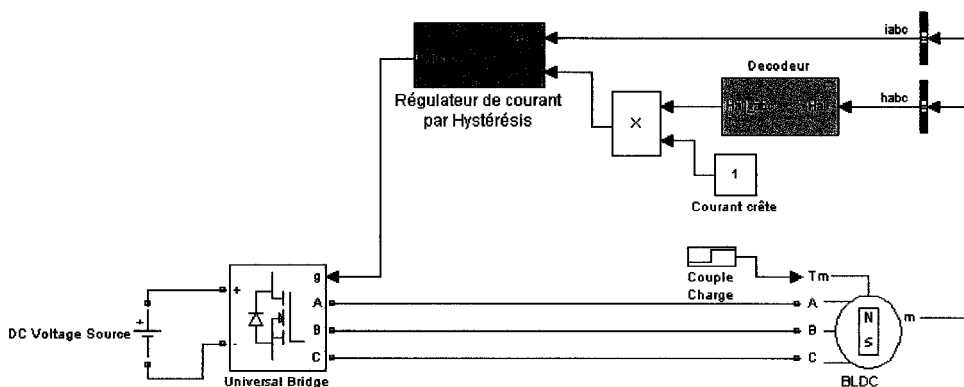 iabc
Decodeur
habc
Régulateur de courant
par Hystérésis
×
1
Courant crête
g
Couple
Charge
Tm
+
A
A
N
m
DC Voltage Source
+
B
B
S
-
C
C
Universal Bridge
BLDC